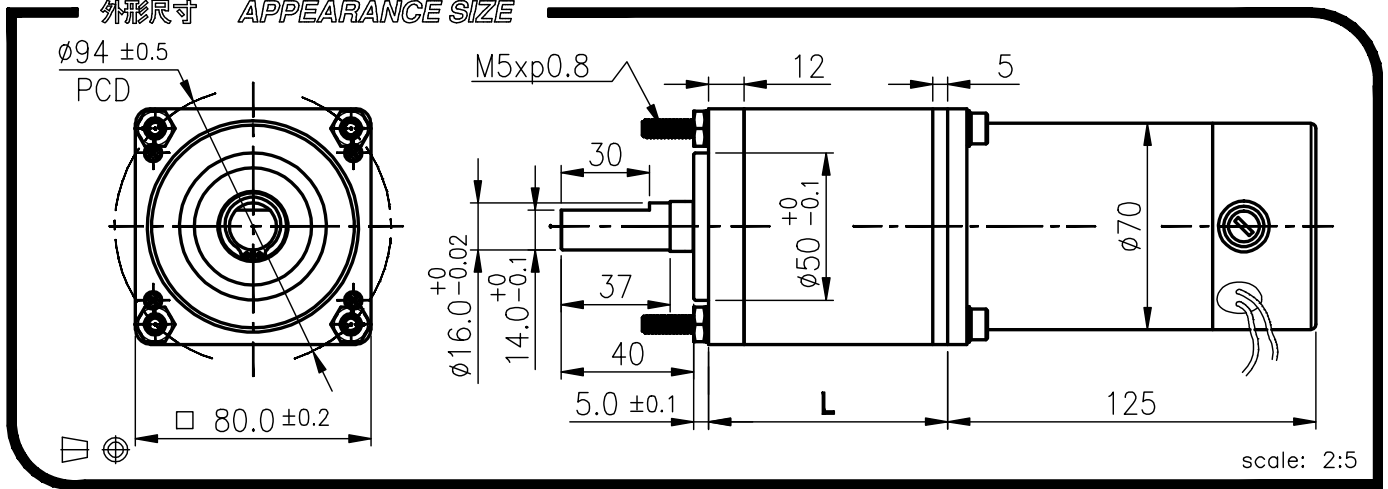 外形尺寸 APPEARANCE SIZE
ø94 ±0.5
PCD
M5xp0.8
12
5
30
ø16.0 +0 -0.02
14.0 +0 -0.1
37
40
ø50 +0 -0.1
ø70
5.0 ±0.1
L
125
□ 80.0 ±0.2
scale: 2:5